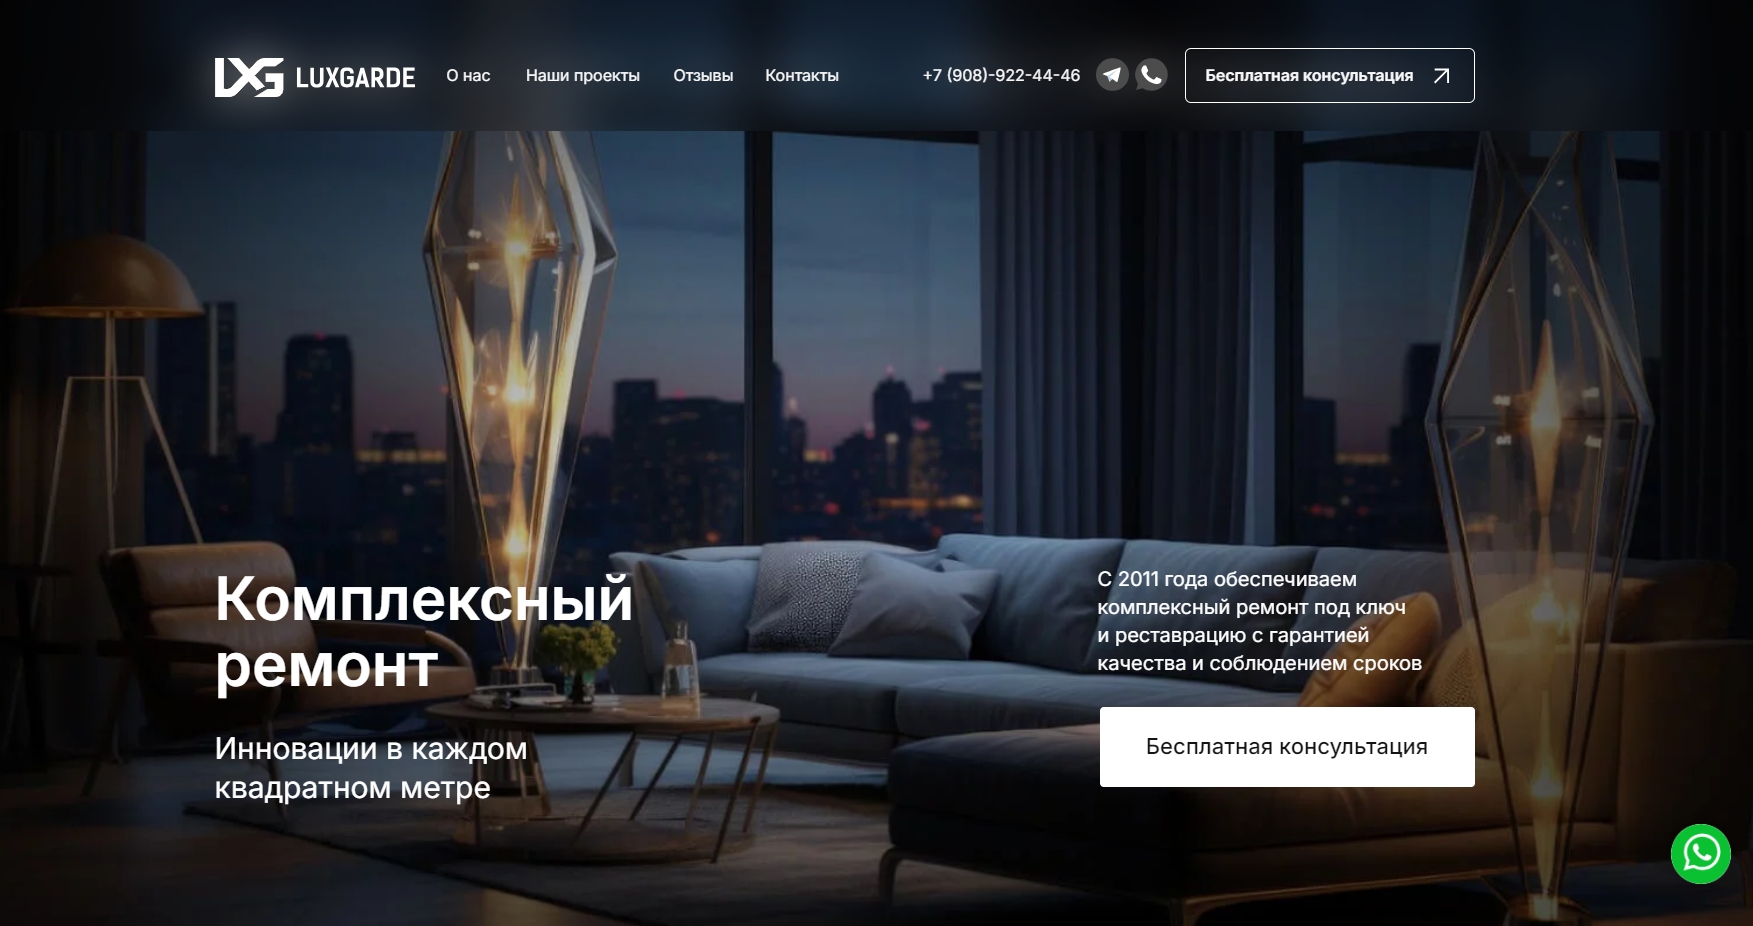 LXG LUXGARDE
О нас
Наши проекты
Отзывы
Контакты
+7 (908)-922-44-46
Бесплатная консультация
Комплексный
ремонт
Инновации в каждом
квадратном метре
С 2011 года обеспечиваем
комплексный ремонт под ключ
и реставрацию с гарантией
качества и соблюдением сроков
Бесплатная консультация